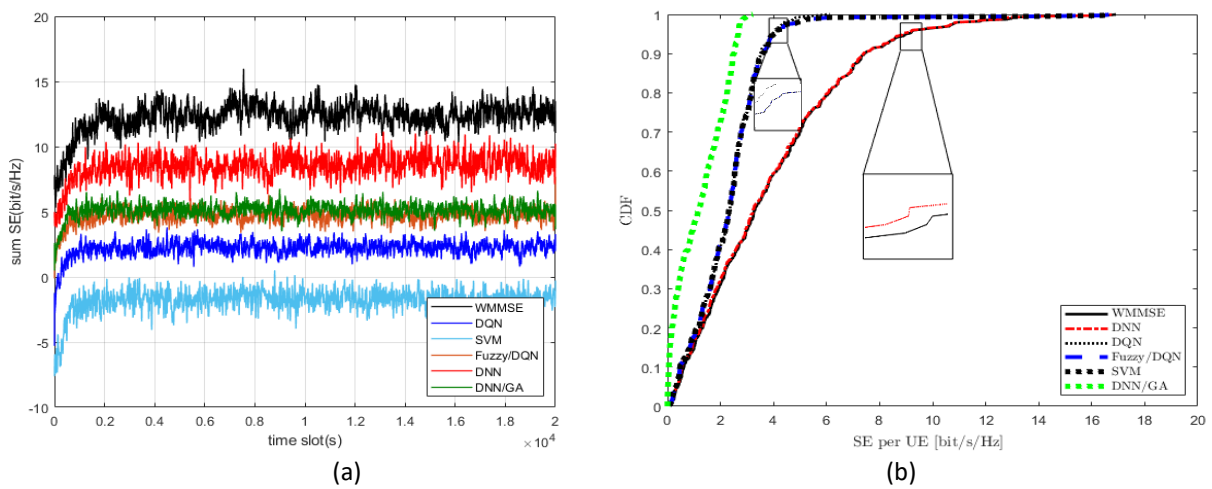 20
15
10
5
0
-5
-10
sum SE(bit/s/Hz)
0 0.2 0.4 0.6 0.8 1 1.2 1.4 1.6 1.8 2
time slot(s)
×10⁴
WMMSE
DQN
SVM
Fuzzy/DQN
DNN
DNN/GA
(a)
1
0.9
0.8
0.7
0.6
0.5
0.4
0.3
0.2
0.1
0
CDF
0 2 4 6 8 10 12 14 16 18 20
SE per UE [bit/s/Hz]
WMMSE
DNN
DQN
Fuzzy/DQN
SVM
DNN/GA
(b)